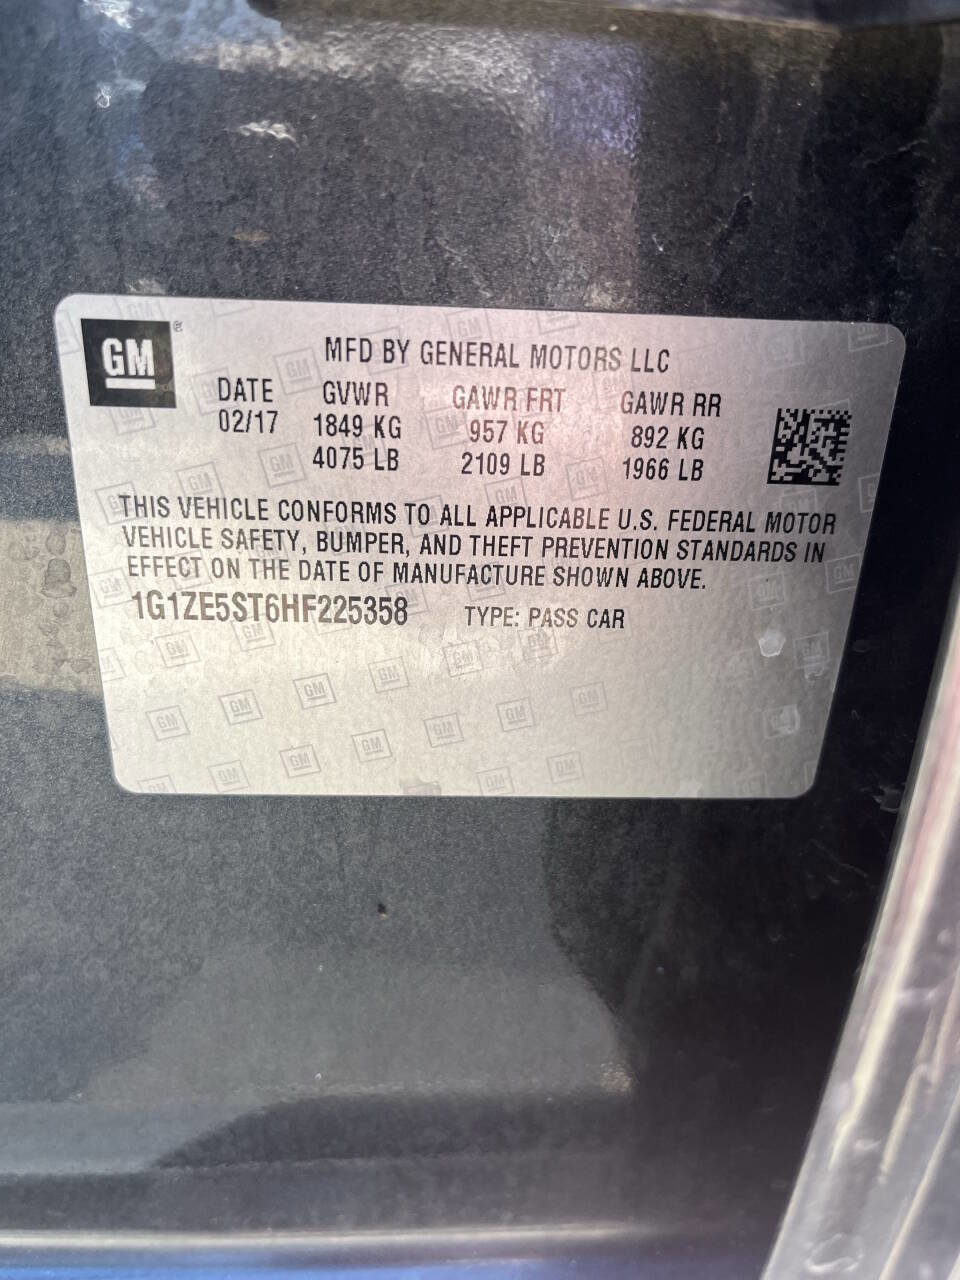 GM ®
MFD BY GENERAL MOTORS LLC
DATE GVWR GAWR FRT GAWR RR
02/17 1849 KG 957 KG 892 KG
4075 LB 2109 LB 1966 LB
THIS VEHICLE CONFORMS TO ALL APPLICABLE U.S. FEDERAL MOTOR
VEHICLE SAFETY, BUMPER, AND THEFT PREVENTION STANDARDS IN
EFFECT ON THE DATE OF MANUFACTURE SHOWN ABOVE.
1G1ZE5ST6HF225358 TYPE: PASS CAR